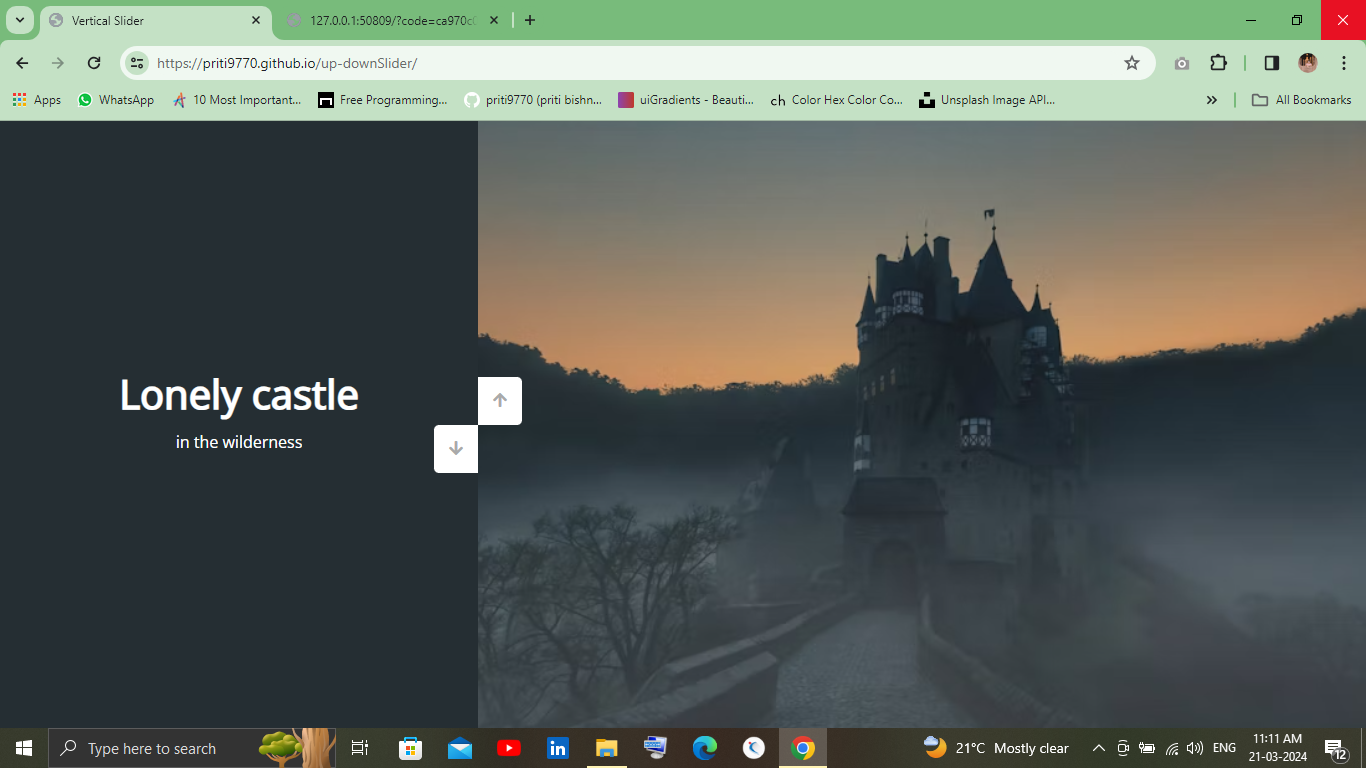 Vertical Slider
127.0.0.1:50809/?code=ca970c
https://priti9770.github.io/up-downSlider/
Apps
WhatsApp
10 Most Important...
Free Programming...
priti9770 (priti bishn...
uiGradients - Beauti...
ch
Color Hex Color Co...
Unsplash Image API...
All Bookmarks
Lonely castle
in the wilderness
Type here to search
in
21°C Mostly clear
ENG
11:11 AM
21-03-2024
12